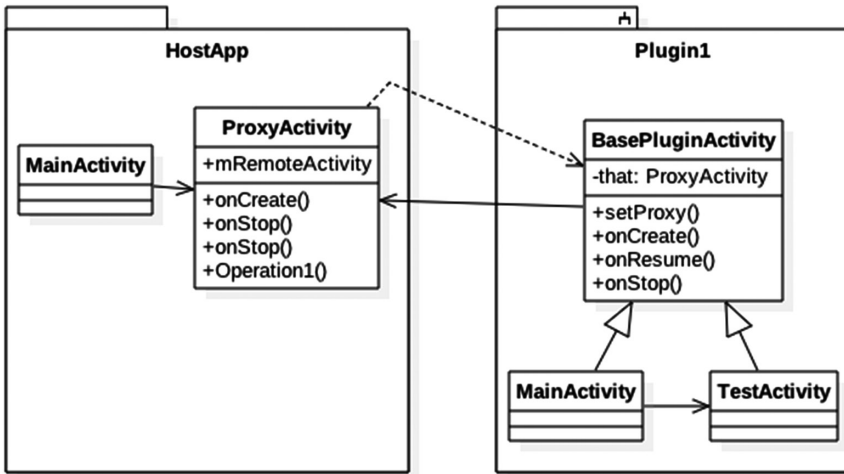 HostApp
ProxyActivity
+mRemoteActivity
+onCreate()
+onStop()
+onStop()
+Operation1()
MainActivity
Plugin1
BasePluginActivity
-that: ProxyActivity
+setProxy()
+onCreate()
+onResume()
+onStop()
MainActivity
TestActivity